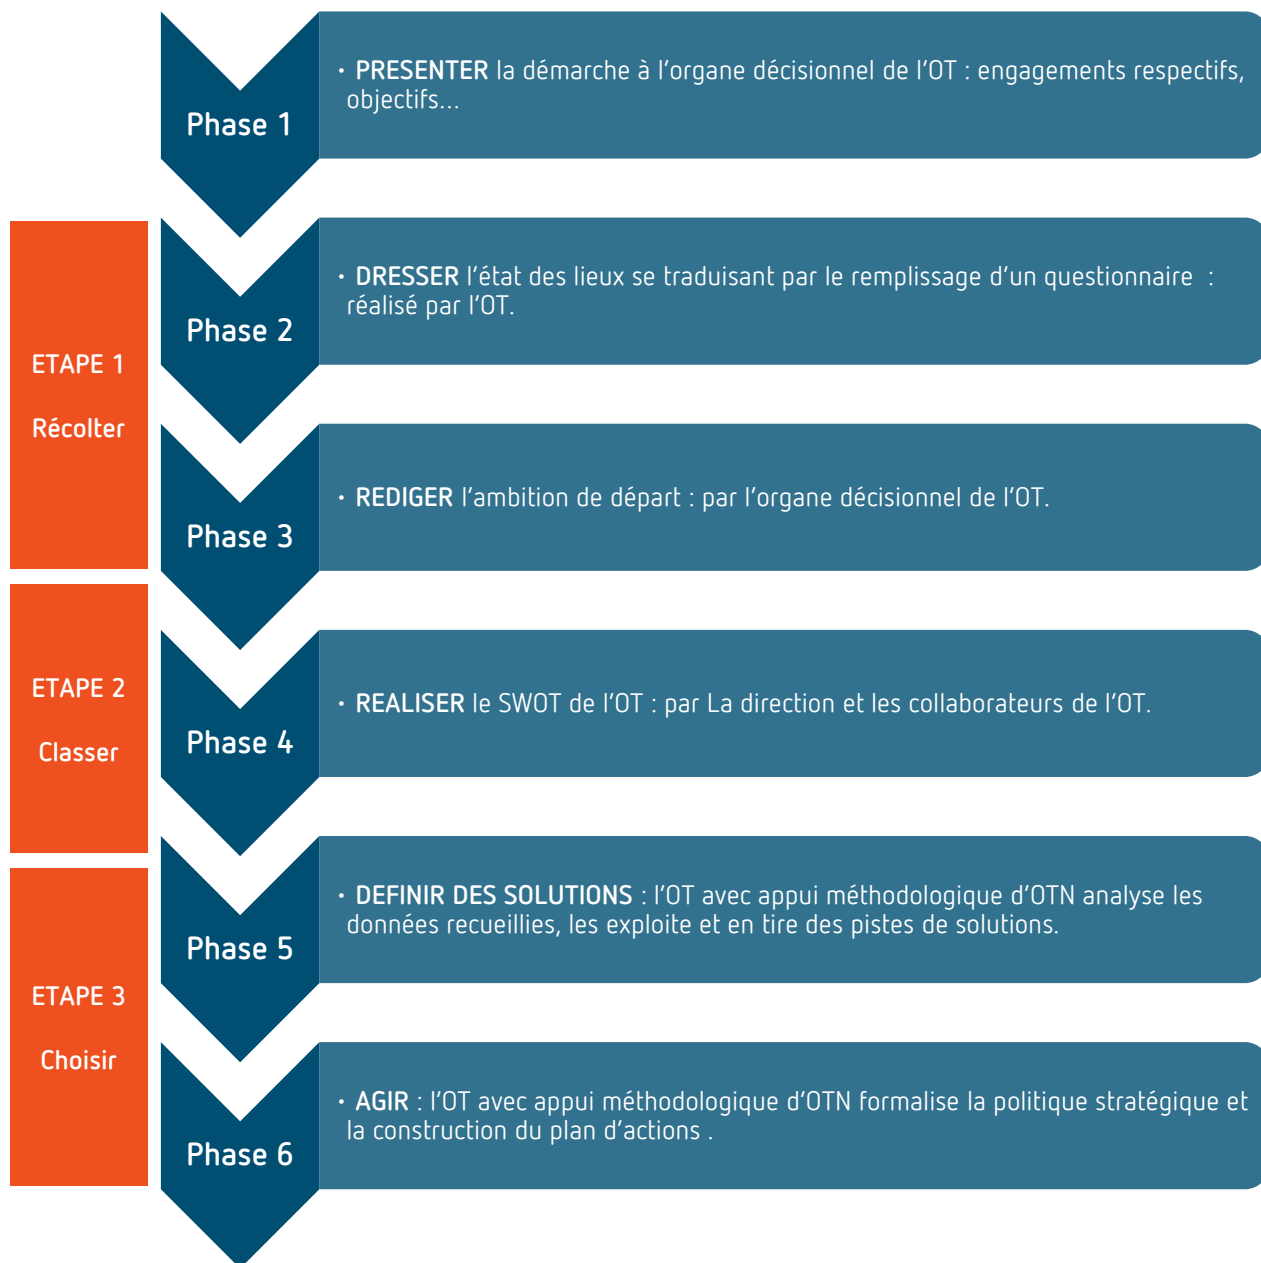 Phase 1
• PRESENTER la démarche à l'organe décisionnel de l'OT : engagements respectifs,
objectifs...
ETAPE 1
Récolter
Phase 2
• DRESSER l'état des lieux se traduisant par le remplissage d'un questionnaire  :
réalisé par l'OT.
Phase 3
• REDIGER l'ambition de départ : par l'organe décisionnel de l'OT.
ETAPE 2
Classer
Phase 4
• REALISER le SWOT de l'OT : par La direction et les collaborateurs de l'OT.
ETAPE 3
Choisir
Phase 5
• DEFINIR DES SOLUTIONS : l'OT avec appui méthodologique d'OTN analyse les
données recueillies, les exploite et en tire des pistes de solutions.
Phase 6
• AGIR : l'OT avec appui méthodologique d'OTN formalise la politique stratégique et
la construction du plan d'actions .